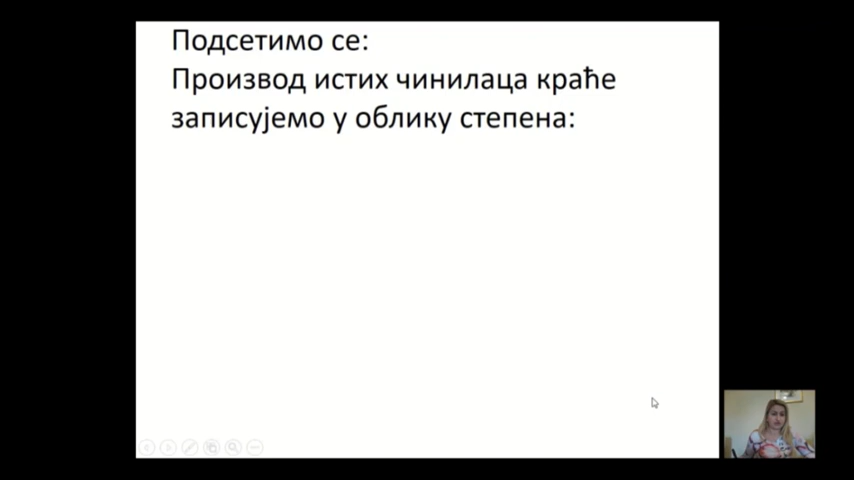 Подсетимо се:
Производ истих чинилаца краће
записујемо у облику степена: